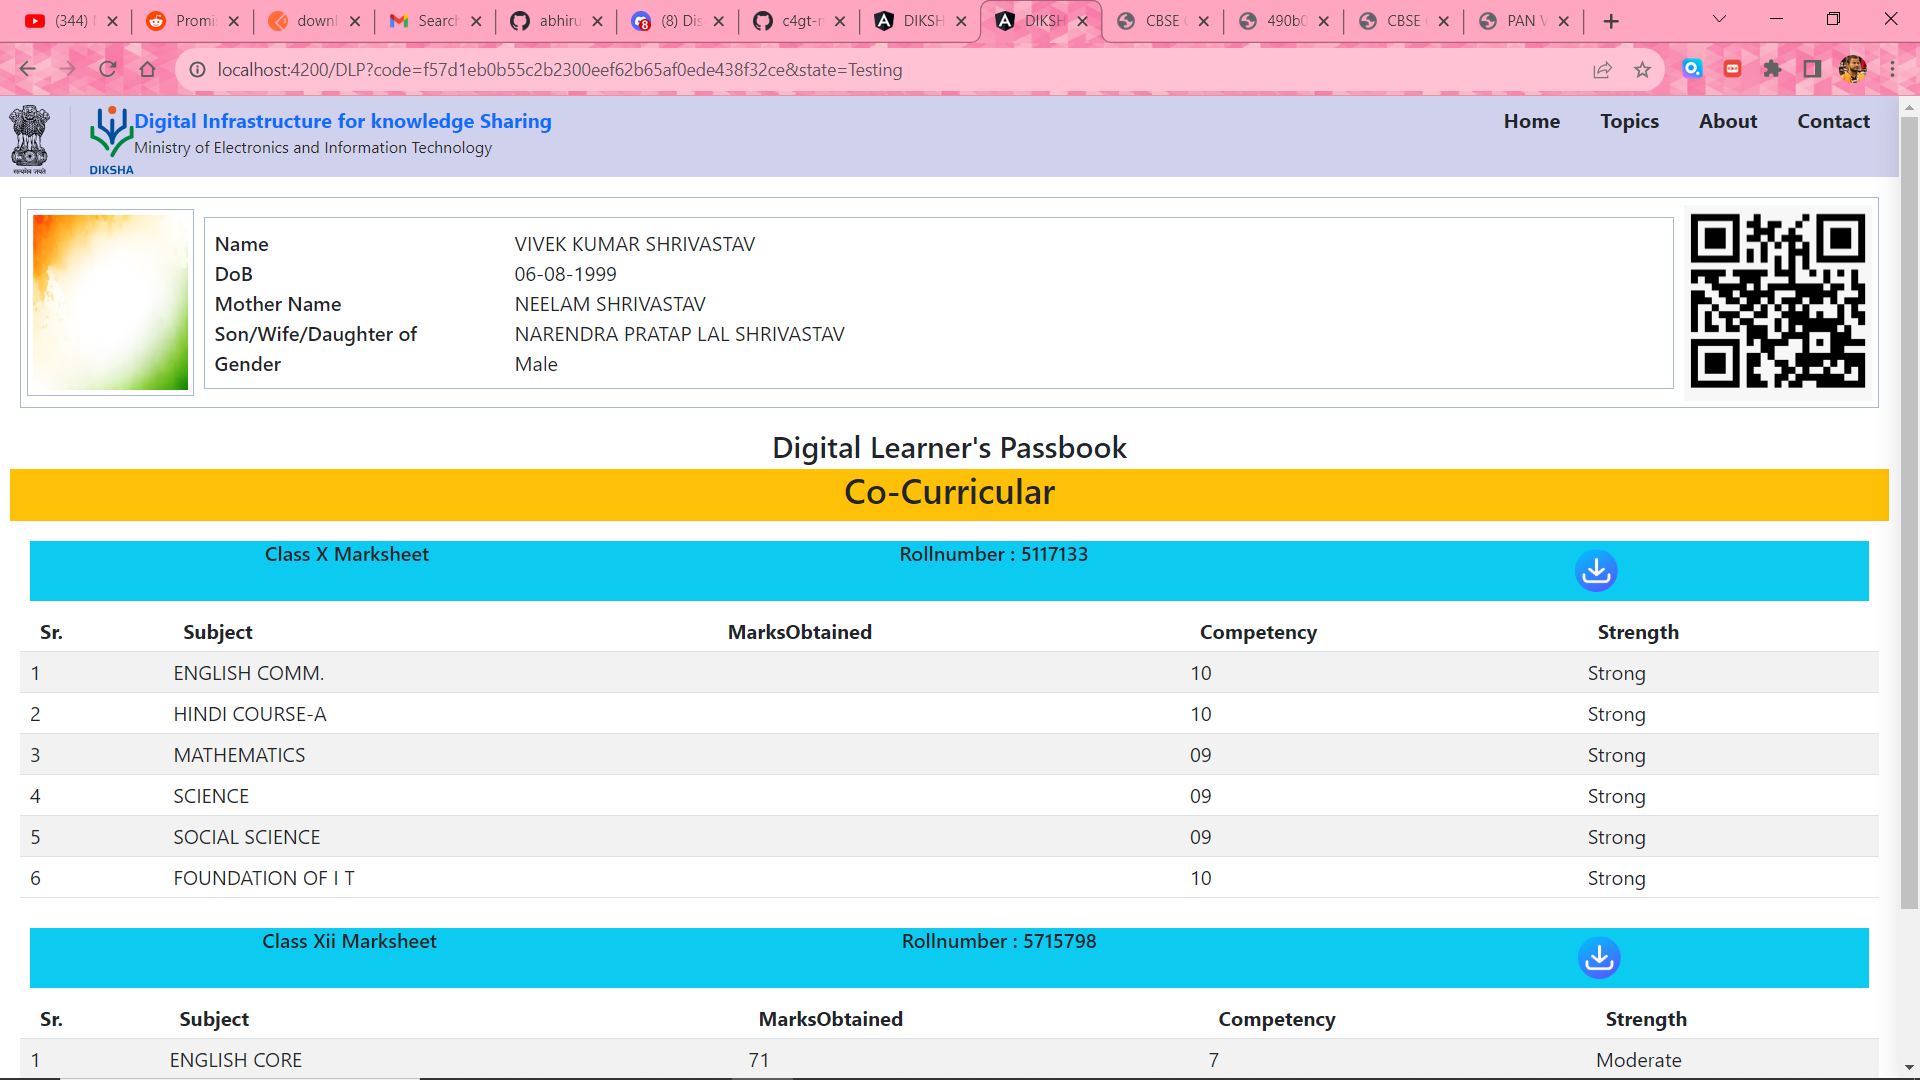 (344) Promis downl Search abhiru (8) Dis c4gt-r DIKSH DIKSH CBSE 490b0 CBSE PAN V
localhost:4200/DLP?code=f57d1eb0b55c2b2300eef62b65af0ede438f32ce&state=Testing
सत्यमेव जयते
DIKSHA
Digital Infrastructure for knowledge Sharing
Ministry of Electronics and Information Technology
Home Topics About Contact
Name VIVEK KUMAR SHRIVASTAV
DoB 06-08-1999
Mother Name NEELAM SHRIVASTAV
Son/Wife/Daughter of NARENDRA PRATAP LAL SHRIVASTAV
Gender Male
Digital Learner's Passbook
Co-Curricular
Class X Marksheet Rollnumber : 5117133
Sr. Subject MarksObtained Competency Strength
1 ENGLISH COMM. 10 Strong
2 HINDI COURSE-A 10 Strong
3 MATHEMATICS 09 Strong
4 SCIENCE 09 Strong
5 SOCIAL SCIENCE 09 Strong
6 FOUNDATION OF I T 10 Strong
Class Xii Marksheet Rollnumber : 5715798
Sr. Subject MarksObtained Competency Strength
1 ENGLISH CORE 71 7 Moderate